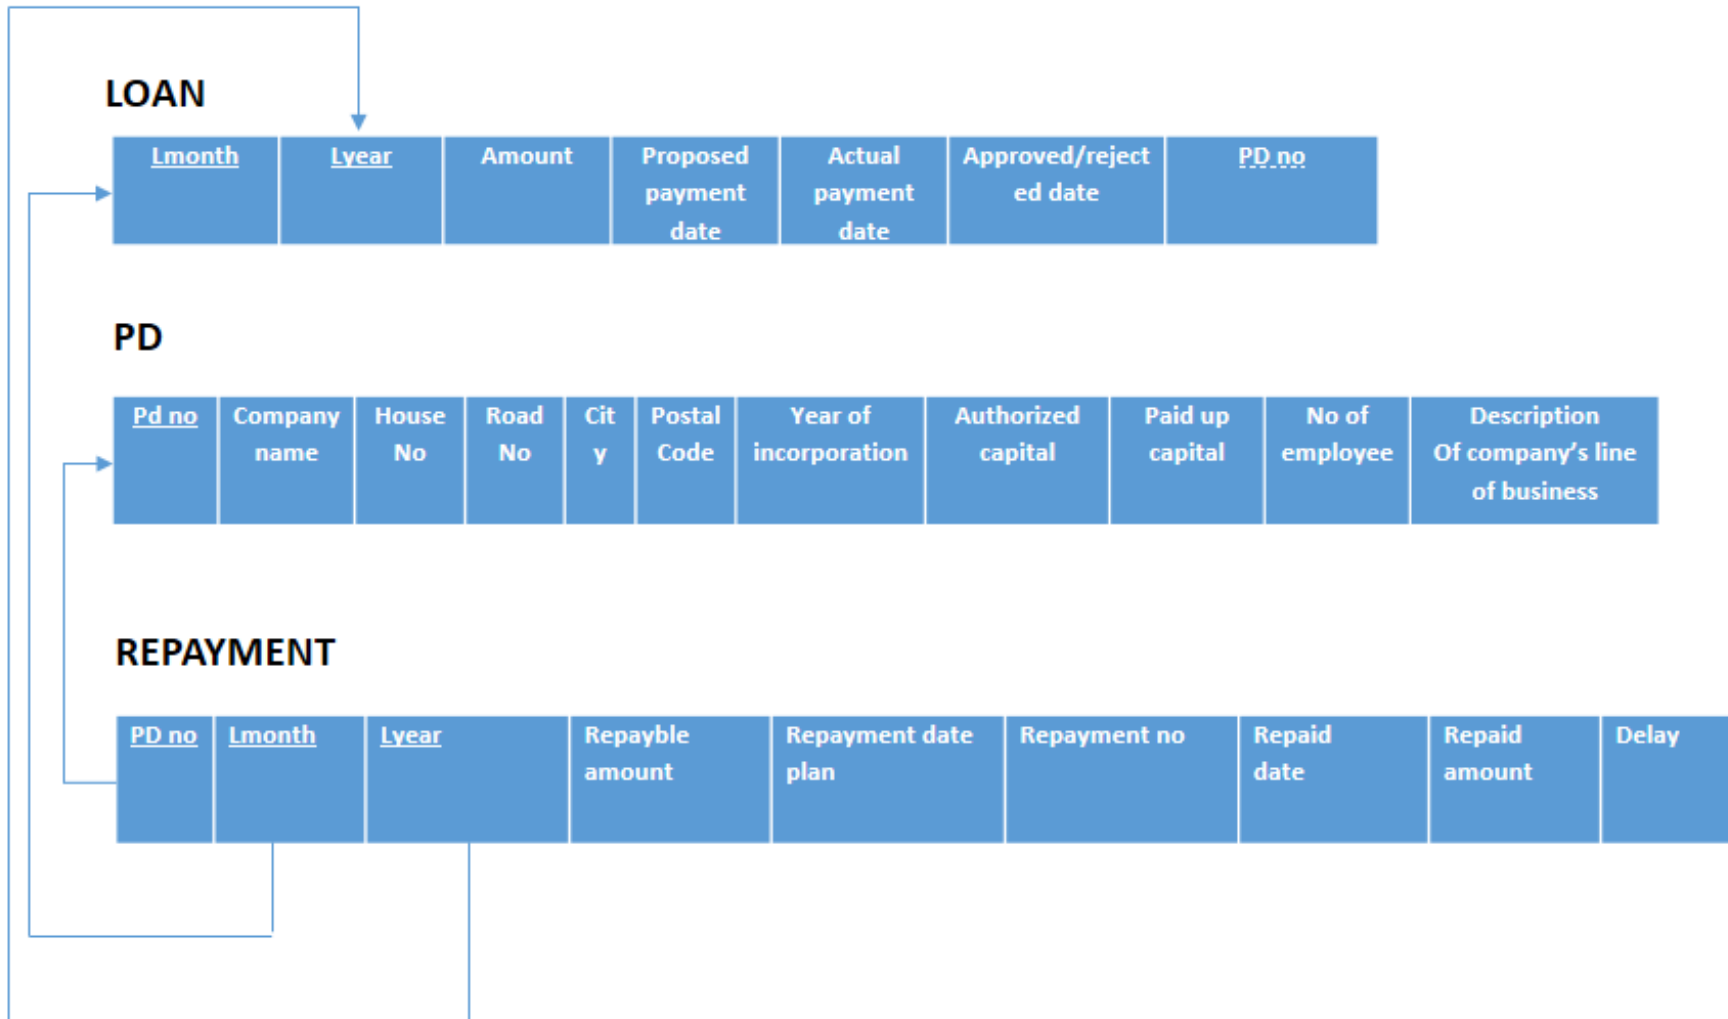 LOAN
Lmonth Lyear Amount Proposed Actual Approved/reject PD no
payment payment ed date
date date
PD
Pd no Company House Road Cit Postal Year of Authorized Paid up No of Description
name No No y Code incorporation capital capital employee Of company's line
of business
REPAYMENT
PD no Lmonth Lyear Repayble Repayment date Repayment no Repaid Repaid Delay
amount plan date amount